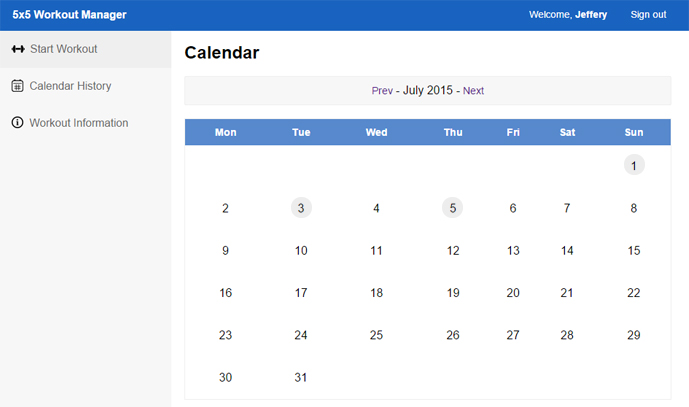 5x5 Workout Manager
Welcome, Jeffery Sign out
Start Workout
Calendar History
Workout Information
Calendar
Prev - July 2015 - Next
Mon Tue Wed Thu Fri Sat Sun
1
2 3 4 5 6 7 8
9 10 11 12 13 14 15
16 17 18 19 20 21 22
23 24 25 26 27 28 29
30 31